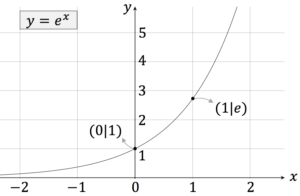 y = e^x
y
5
4
3
2
1
(0|1)
(1|e)
−2 −1 0 1 2 x